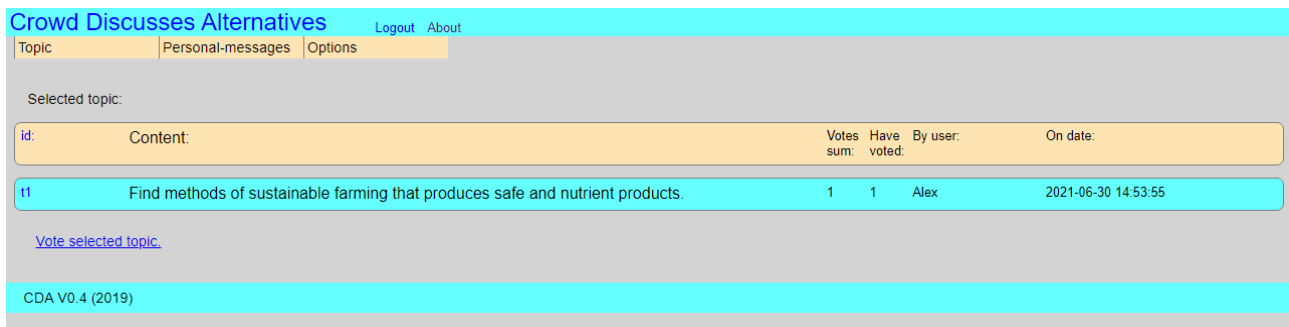 Crowd Discusses Alternatives Logout About
Topic Personal-messages Options
Selected topic:
id: Content: Votes sum: Have voted: By user: On date:
t1 Find methods of sustainable farming that produces safe and nutrient products. 1 1 Alex 2021-06-30 14:53:55
Vote selected topic.
CDA V0.4 (2019)